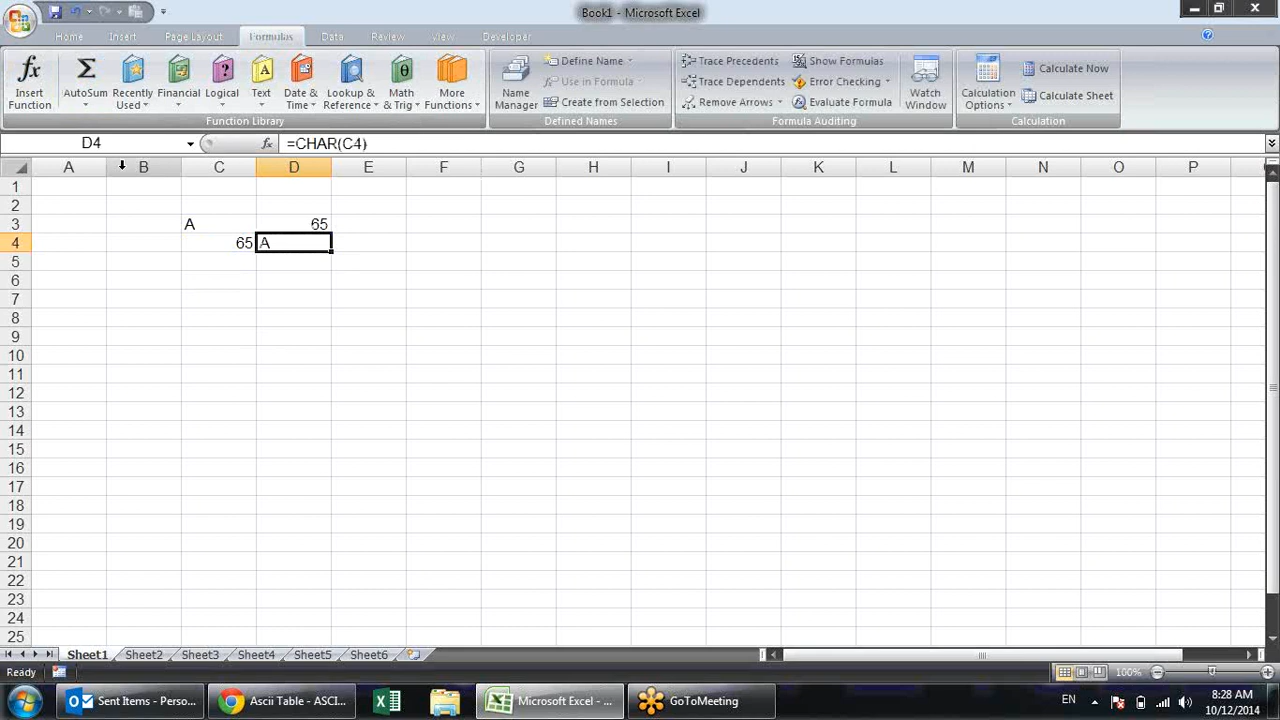 Book1 - Microsoft Excel
Home Insert Page Layout Formulas Data Review View Developer
Insert Function
AutoSum
Recently Used
Financial
Logical
Text
Date & Time
Lookup & Reference
Math & Trig
More Functions
Function Library
Name Manager
Define Name
Use in Formula
Create from Selection
Defined Names
Trace Precedents
Trace Dependents
Remove Arrows
Show Formulas
Error Checking
Evaluate Formula
Formula Auditing
Watch Window
Calculation Options
Calculate Now
Calculate Sheet
Calculation
D4 fx =CHAR(C4)
A B C D E F G H I J K L M N O P
1
2
3 A 65
4 65 A
5
6
7
8
9
10
11
12
13
14
15
16
17
18
19
20
21
22
23
24
25
Sheet1 Sheet2 Sheet3 Sheet4 Sheet5 Sheet6
Ready 100%
Sent Items - Perso... Ascii Table - ASCI... Microsoft Excel - ... GoToMeeting EN 8:28 AM
10/12/2014